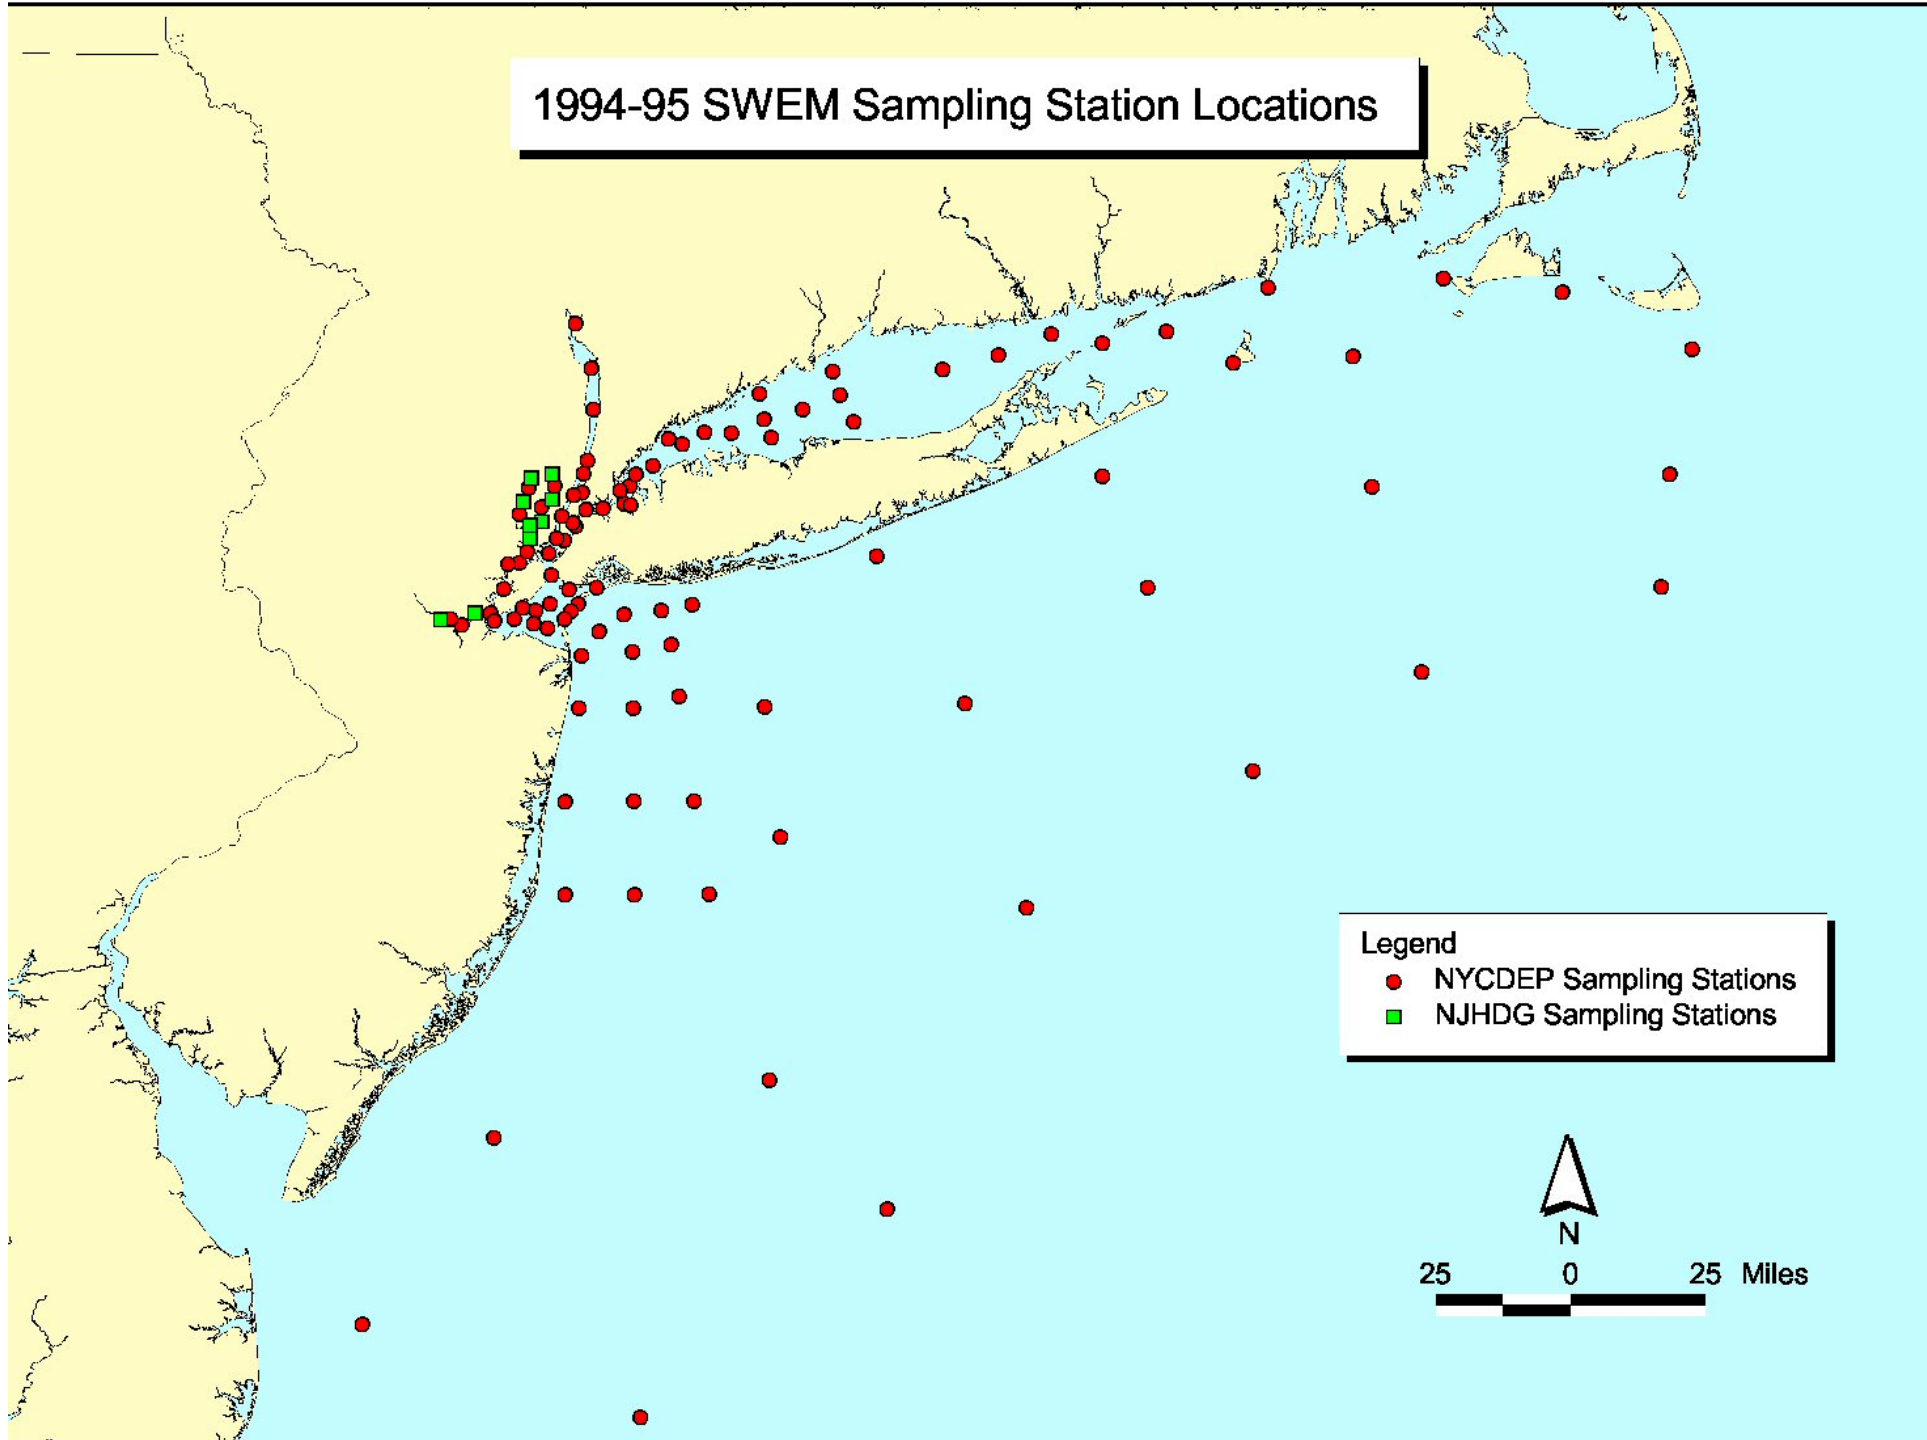 1994-95 SWEM Sampling Station Locations
Legend
NYCDEP Sampling Stations
NJHDG Sampling Stations
N
25 0 25 Miles